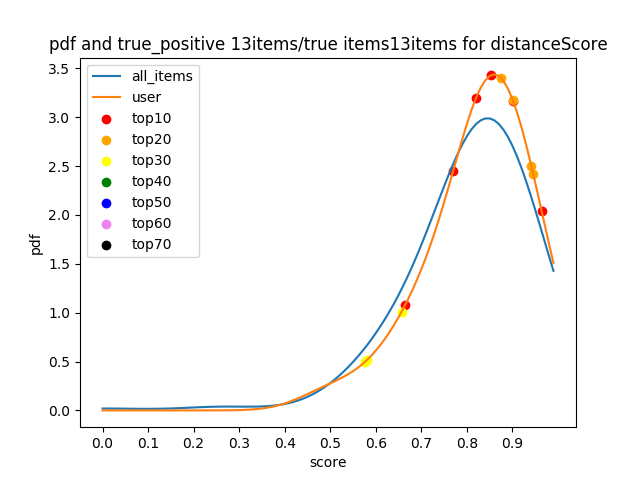 pdf and true_positive 13items/true items13items for distanceScore
all_items
user
top10
top20
top30
top40
top50
top60
top70
pdf
3.5
3.0
2.5
2.0
1.5
1.0
0.5
0.0
0.0 0.1 0.2 0.3 0.4 0.5 0.6 0.7 0.8 0.9
score